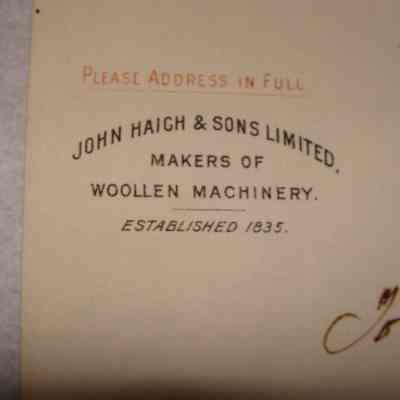 PLEASE ADDRESS IN FULL
JOHN HAIGH & SONS LIMITED,
MAKERS OF
WOOLLEN MACHINERY.
ESTABLISHED 1835.